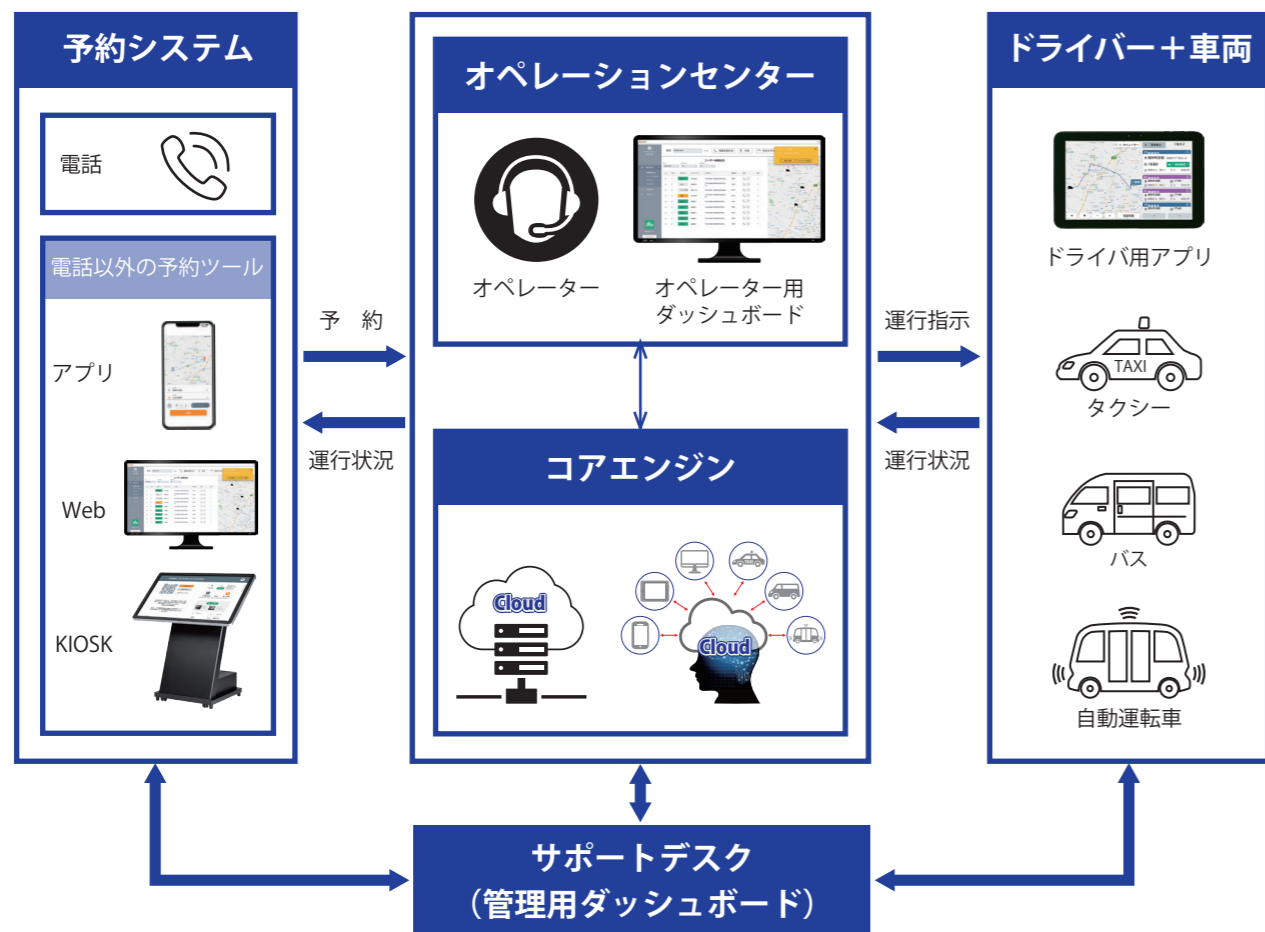 予約システム
電話
電話以外の予約ツール
アプリ
Web
KIOSK
予 約
運行状況
オペレーションセンター
オペレーター
オペレーター用
ダッシュボード
コアエンジン
Cloud
Cloud
運行指示
運行状況
ドライバー＋車両
ドライバ用アプリ
TAXI
タクシー
バス
自動運転車
サポートデスク
（管理用ダッシュボード）